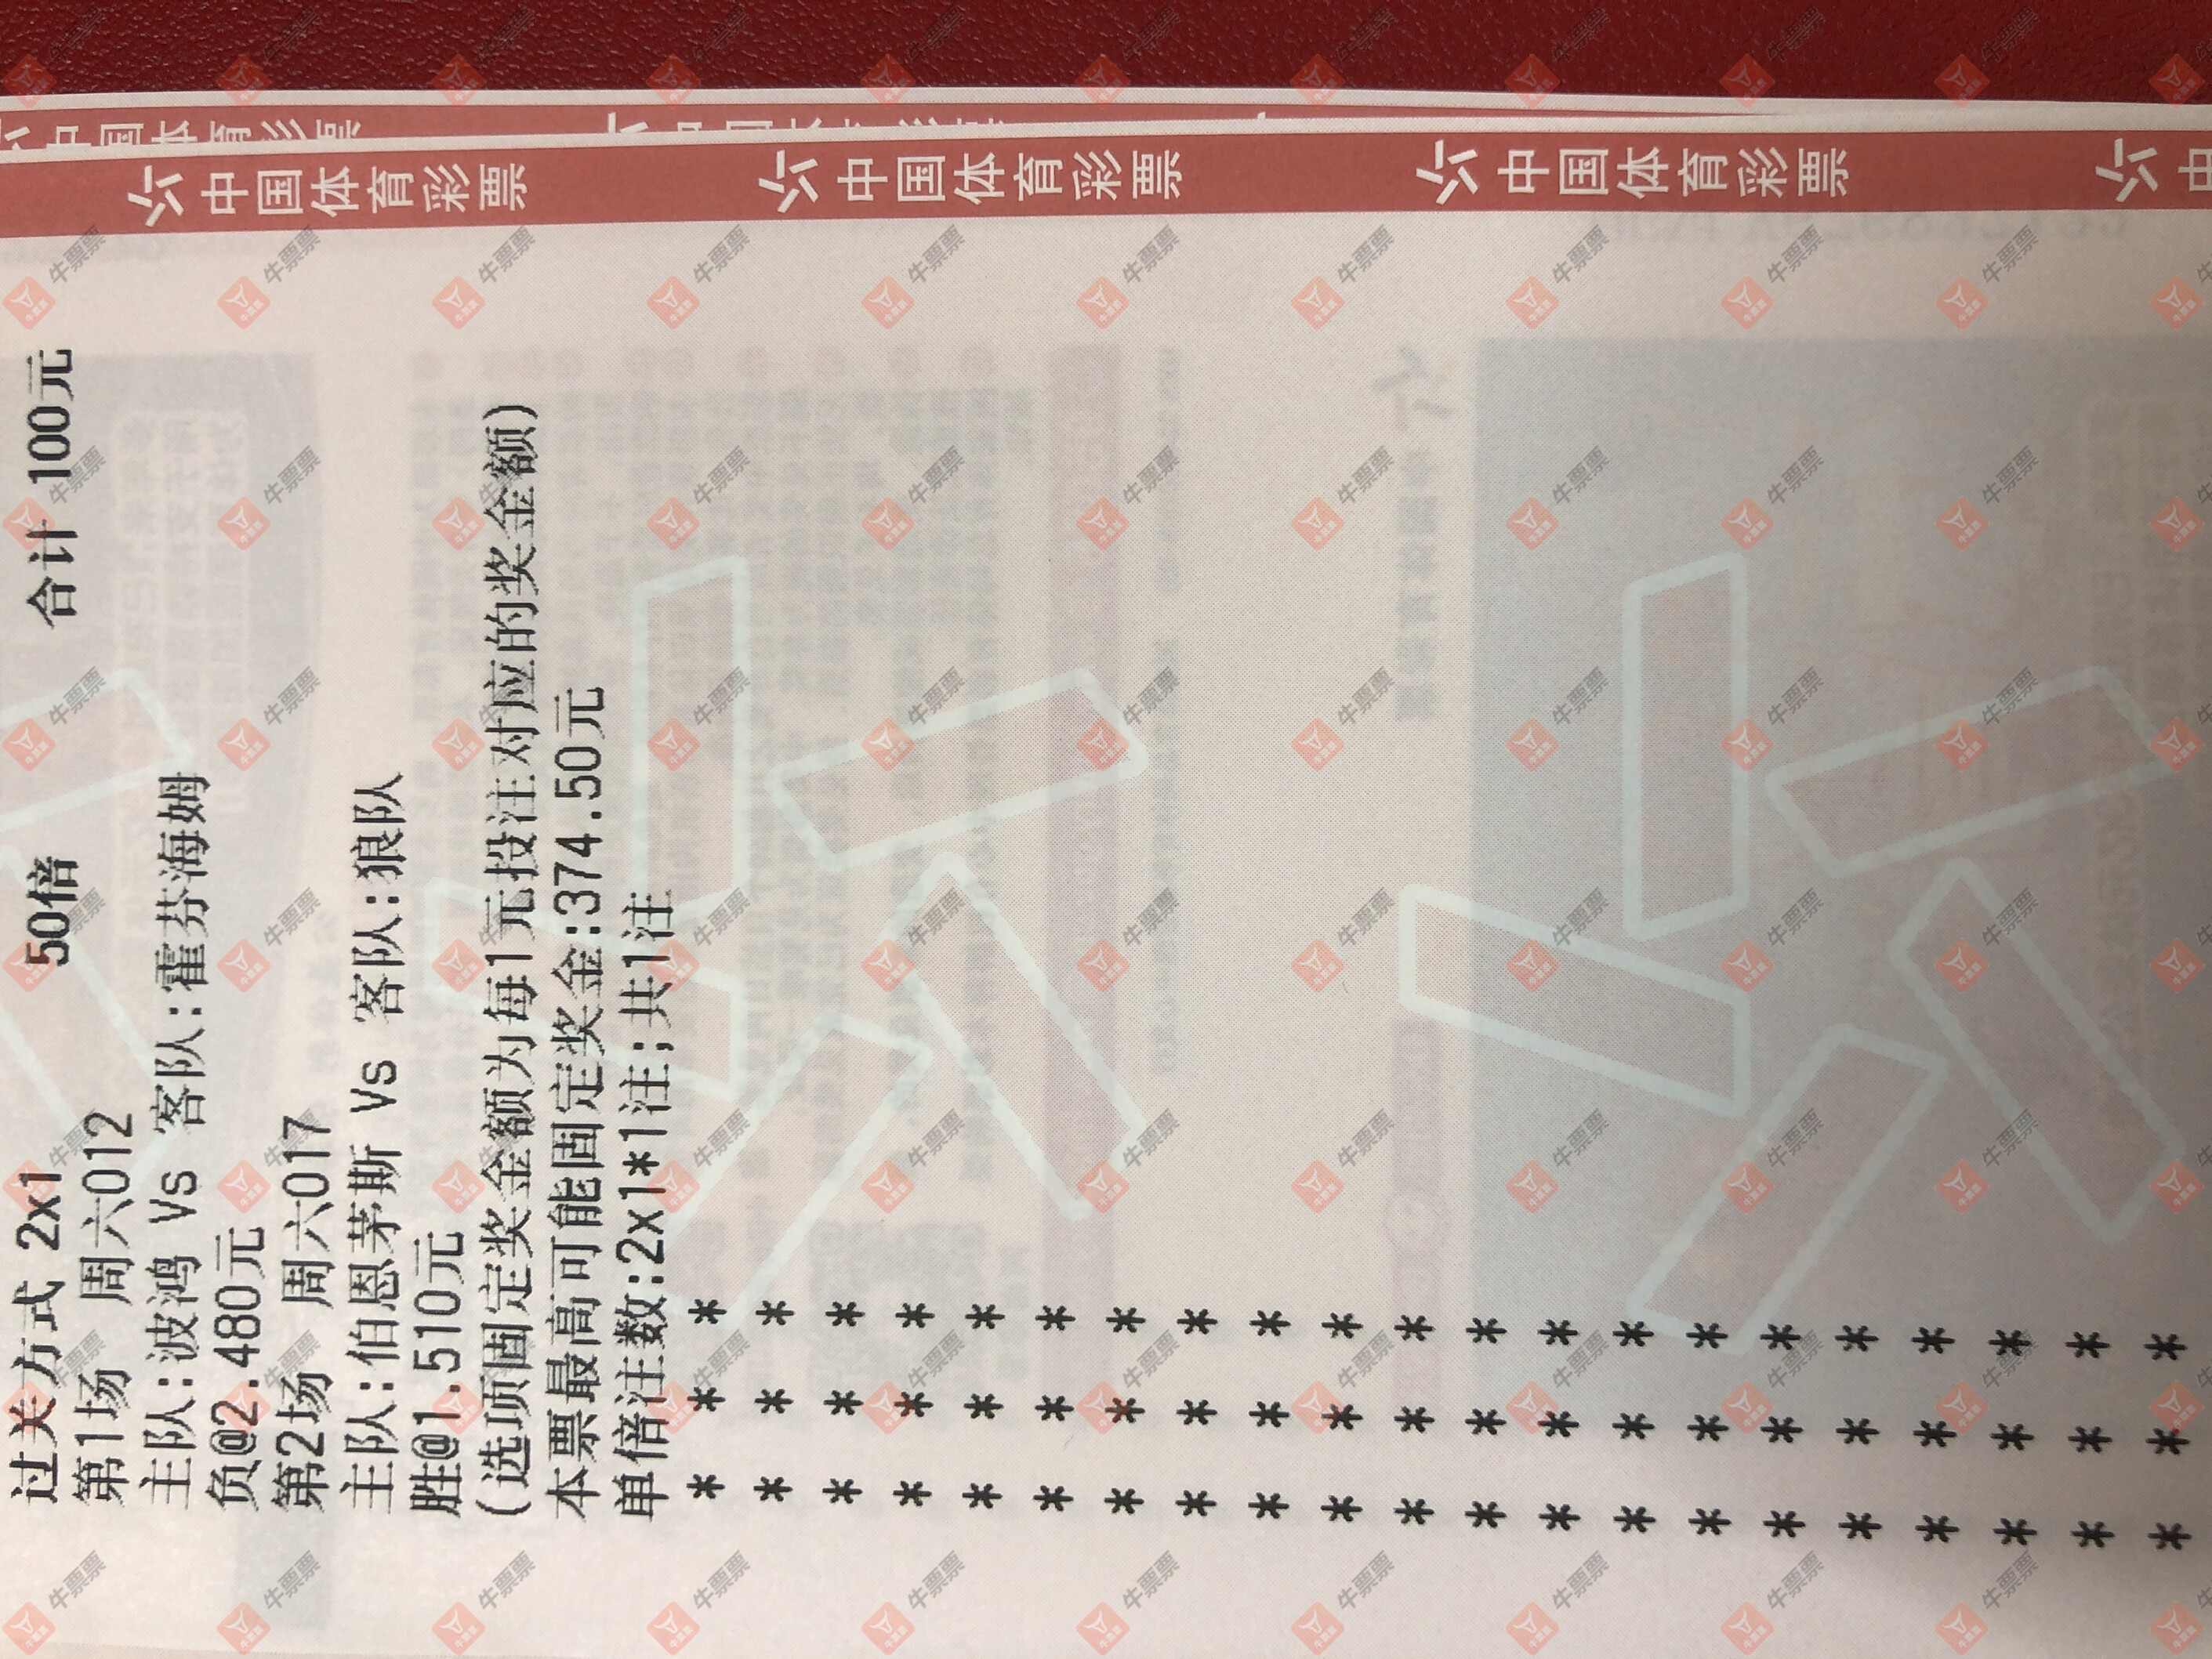 过关方式 2x1 50倍 合计 100元
第1场 周六012
主队:波鸿 Vs 客队:霍芬海姆
负@2.480元
第2场 周六017
主队:伯恩茅斯 Vs 客队:狼队
胜@1.510元
(选项固定奖金额为每1元投注对应的奖金额)
本票最高可能固定奖金:374.50元
单倍注数:2x1*1注;共1注
中国体育彩票
中国体育彩票
中国体育彩票
牛票票